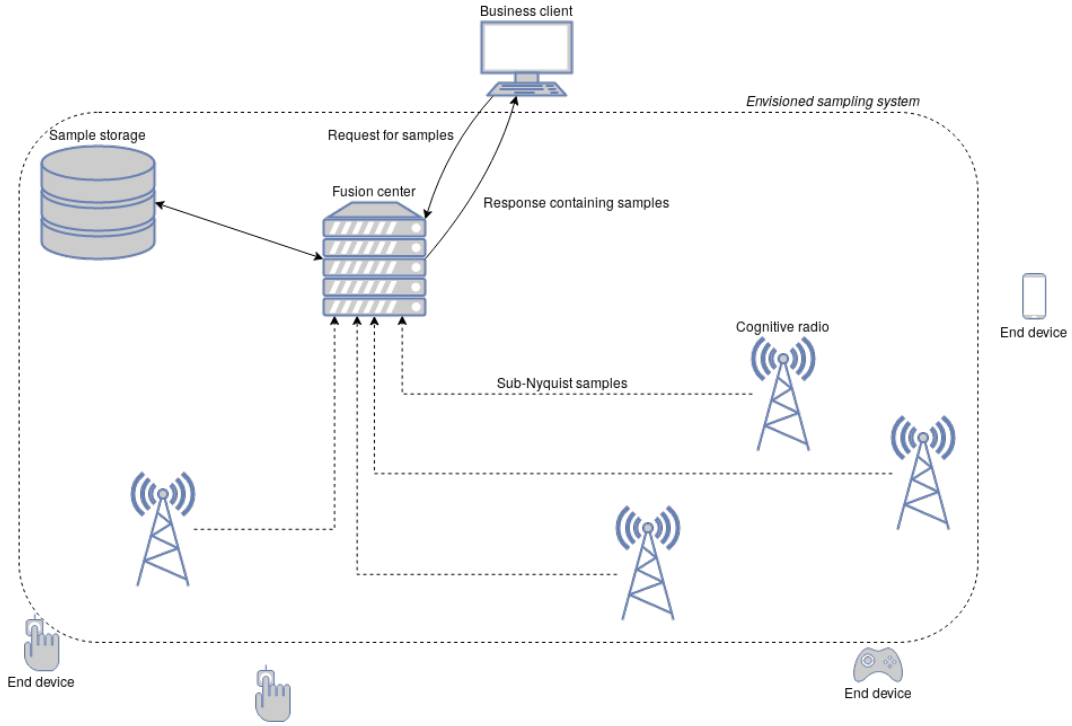 Business client
Envisioned sampling system
Sample storage
Request for samples
Fusion center
Response containing samples
End device
Cognitive radio
Sub-Nyquist samples
End device
End device